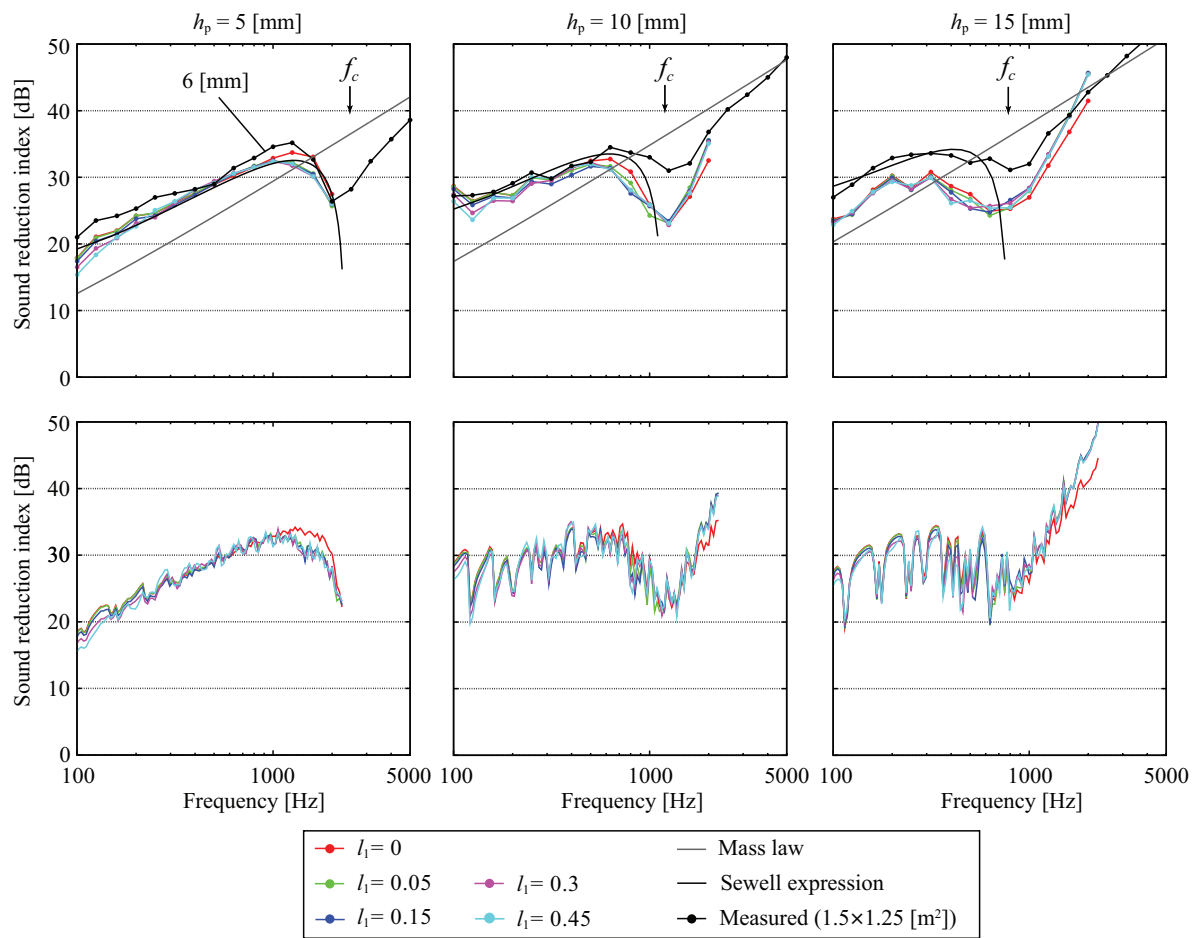 hₚ = 5 [mm]
hₚ = 10 [mm]
hₚ = 15 [mm]
Sound reduction index [dB]
50
40
30
20
10
0
6 [mm]
f_c
f_c
f_c
Sound reduction index [dB]
50
40
30
20
10
0
100 1000 5000
100 1000 5000
100 1000 5000
Frequency [Hz]
Frequency [Hz]
Frequency [Hz]
l₁= 0
l₁= 0.05
l₁= 0.15
l₁= 0.3
l₁= 0.45
Mass law
Sewell expression
Measured (1.5×1.25 [m²])